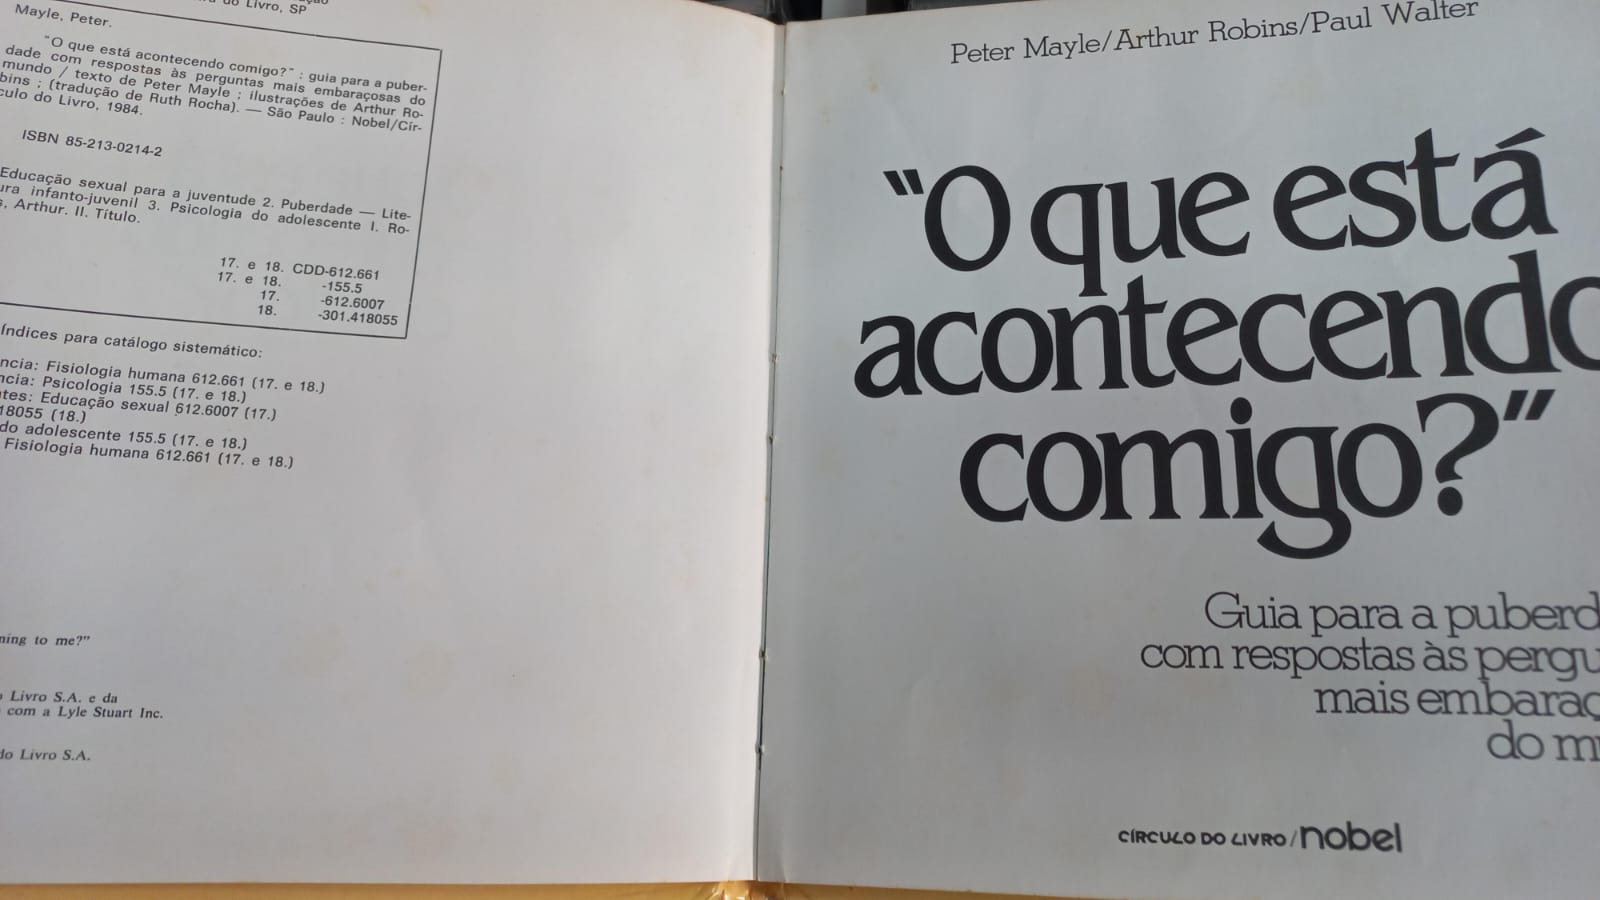 do Livro, SP
Mayle, Peter.
"O que está acontecendo comigo?" : guia para a puber-
dade com respostas às perguntas mais embaraçosas do
mundo / texto de Peter Mayle ; ilustrações de Arthur Ro-
bins ; (tradução de Ruth Rocha). — São Paulo : Nobel/Cír-
culo do Livro, 1984.
ISBN 85-213-0214-2
Educação sexual para a juventude 2. Puberdade — Lite-
ura infanto-juvenil 3. Psicologia do adolescente I. Ro-
s, Arthur. II. Título.
17. e 18. CDD-612.661
17. e 18. -155.5
17. -612.6007
18. -301.418055
Índices para catálogo sistemático:
ncia: Fisiologia humana 612.661 (17. e 18.)
ncia: Psicologia 155.5 (17. e 18.)
tes: Educação sexual 612.6007 (17.)
18055 (18.)
do adolescente 155.5 (17. e 18.)
Fisiologia humana 612.661 (17. e 18.)
ning to me?"
Livro S.A. e da
com a Lyle Stuart Inc.
do Livro S.A.
Peter Mayle/Arthur Robins/Paul Walter
"O que está
acontecendo
comigo?"
Guia para a puberd
com respostas às pergu
mais embaraç
do m
CÍRCULO DO LIVRO/nobel